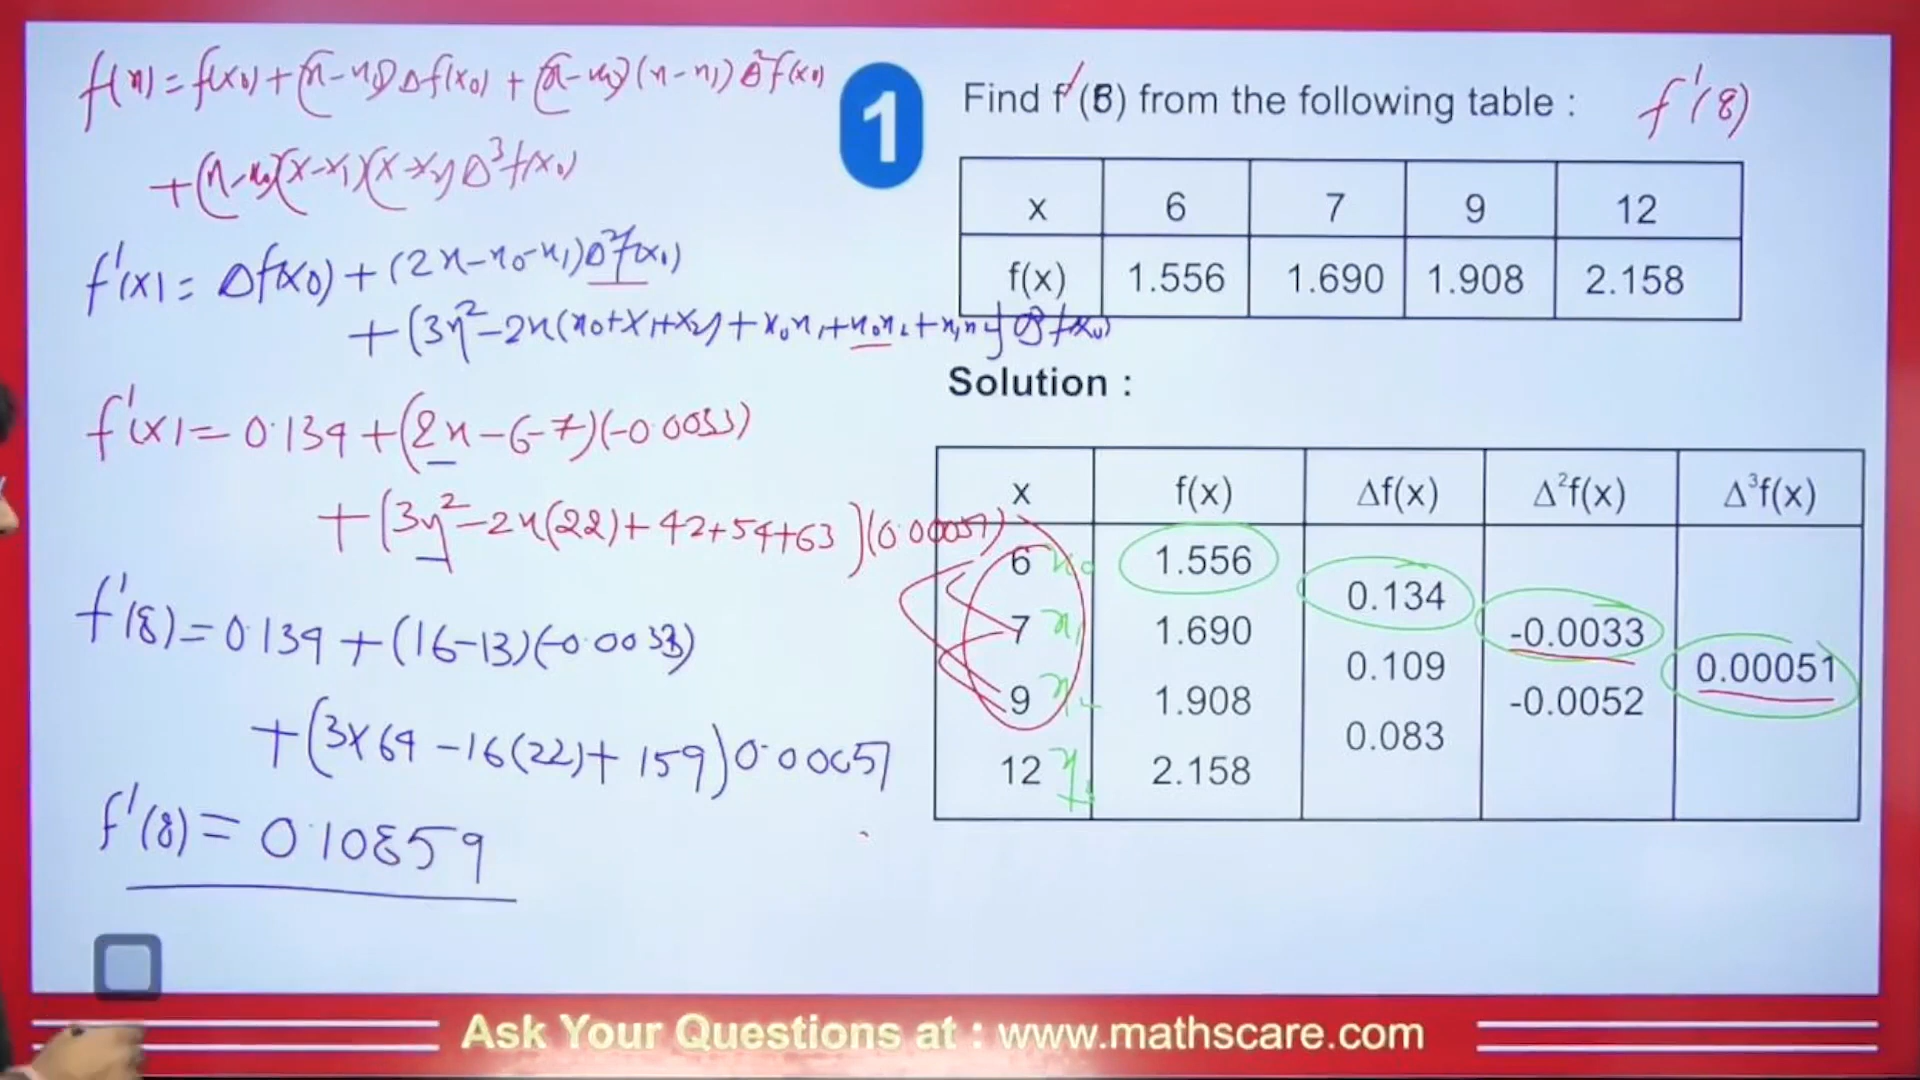 f(x) = f(x₀) + (x-x₀)Δf(x₀) + (x-x₀)(x-x₁)Δ²f(x₀)
+ (x-x₀)(x-x₁)(x-x₂)Δ³f(x₀)
f'(x) = Δf(x₀) + (2x-x₀-x₁)Δ²f(x₀)
+ (3x²-2x(x₀+x₁+x₂)+x₀x₁+x₀x₂+x₁x₂)Δ³f(x₀)
f'(x) = 0.134 + (2x-6-7)(-0.0033)
+ (3x²-2x(22)+42+54+63)(0.00051)
f'(8) = 0.134 + (16-13)(-0.0033)
+ (3×64-16(22)+159)0.00051
f'(8) = 0.10859
1
Find f'(8) from the following table : f'(8)
x 6 7 9 12
f(x) 1.556 1.690 1.908 2.158
Solution :
x f(x) Δf(x) Δ²f(x) Δ³f(x)
6 x₀ 1.556
0.134
7 x₁ 1.690 -0.0033
0.109 0.00051
9 x₂ 1.908 -0.0052
0.083
12 x₃ 2.158
Ask Your Questions at : www.mathscare.com